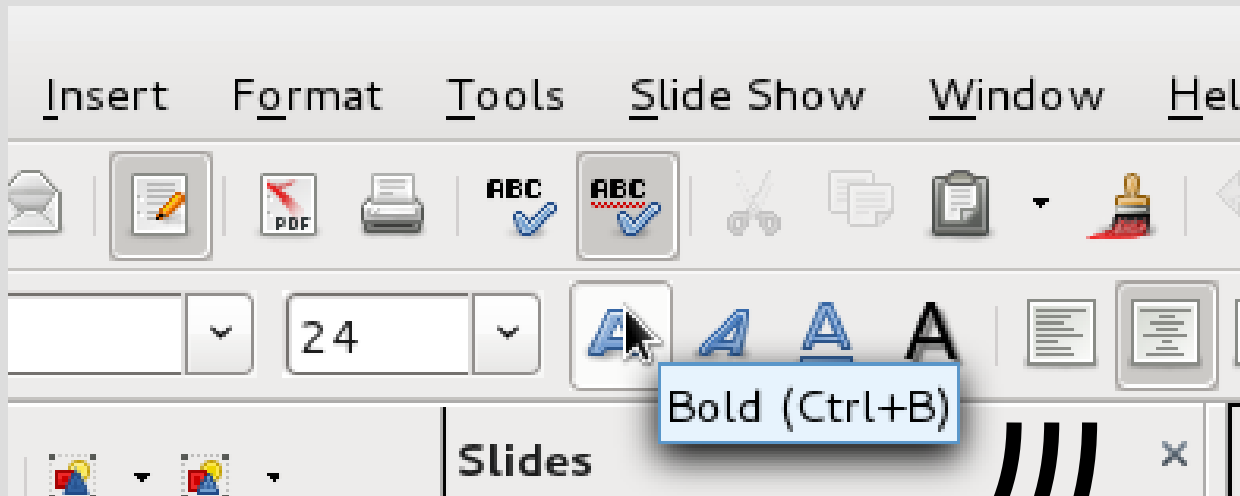 Insert Format Tools Slide Show Window Hel
PDF ABC ABC
24 A A A A
Bold (Ctrl+B)
Slides